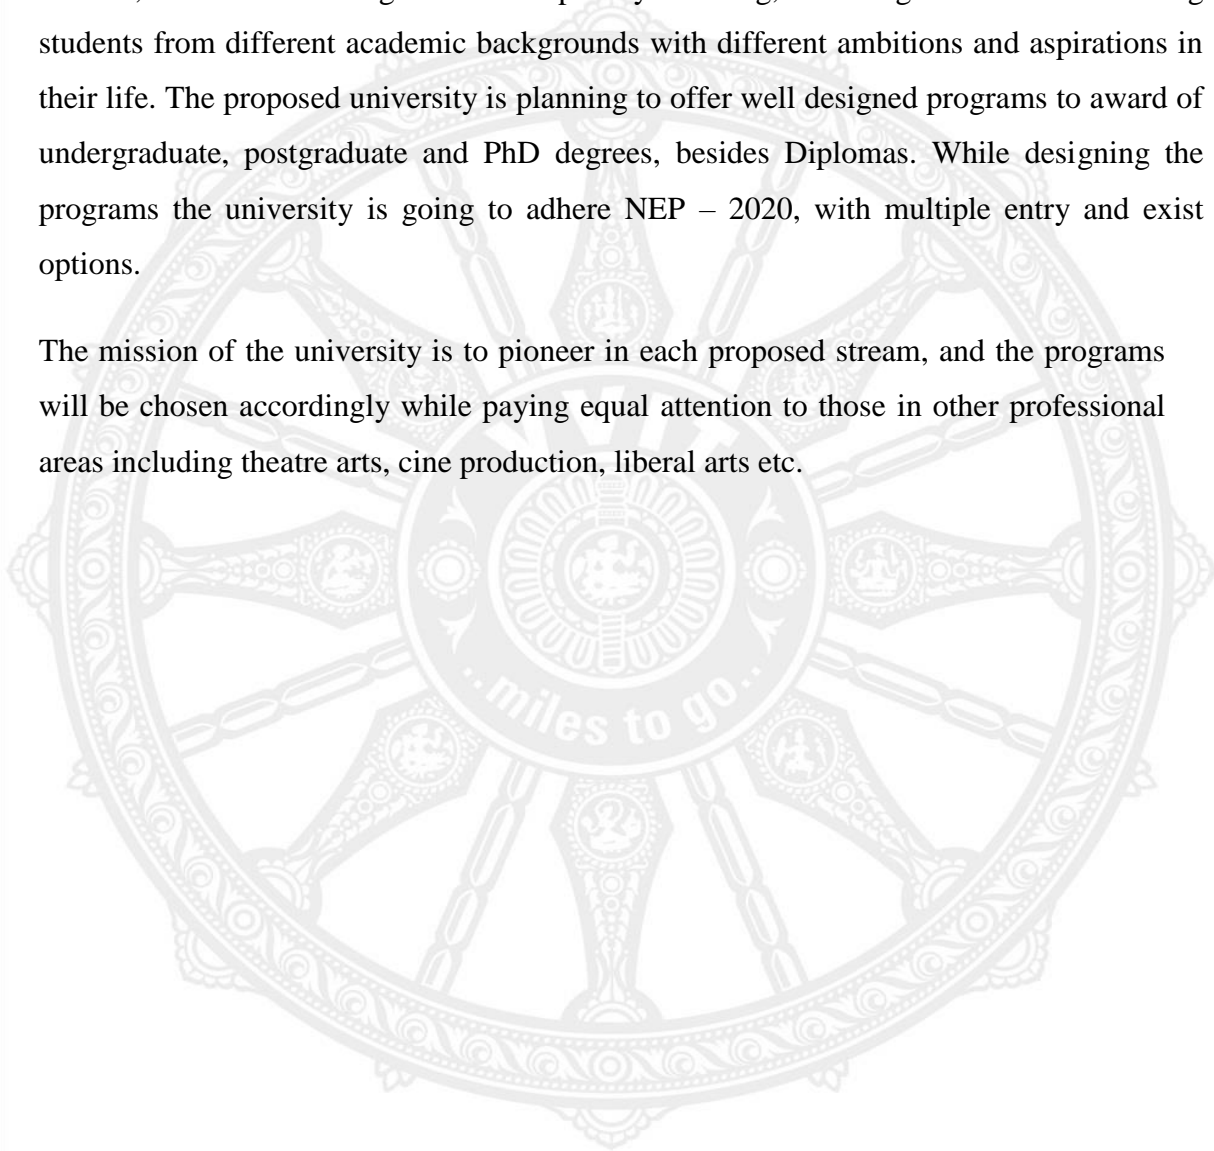 students from different academic backgrounds with different ambitions and aspirations in
their life. The proposed university is planning to offer well designed programs to award of
undergraduate, postgraduate and PhD degrees, besides Diplomas. While designing the
programs the university is going to adhere NEP – 2020, with multiple entry and exist
options.
The mission of the university is to pioneer in each proposed stream, and the programs
will be chosen accordingly while paying equal attention to those in other professional
areas including theatre arts, cine production, liberal arts etc.
VVIT
..miles to go..